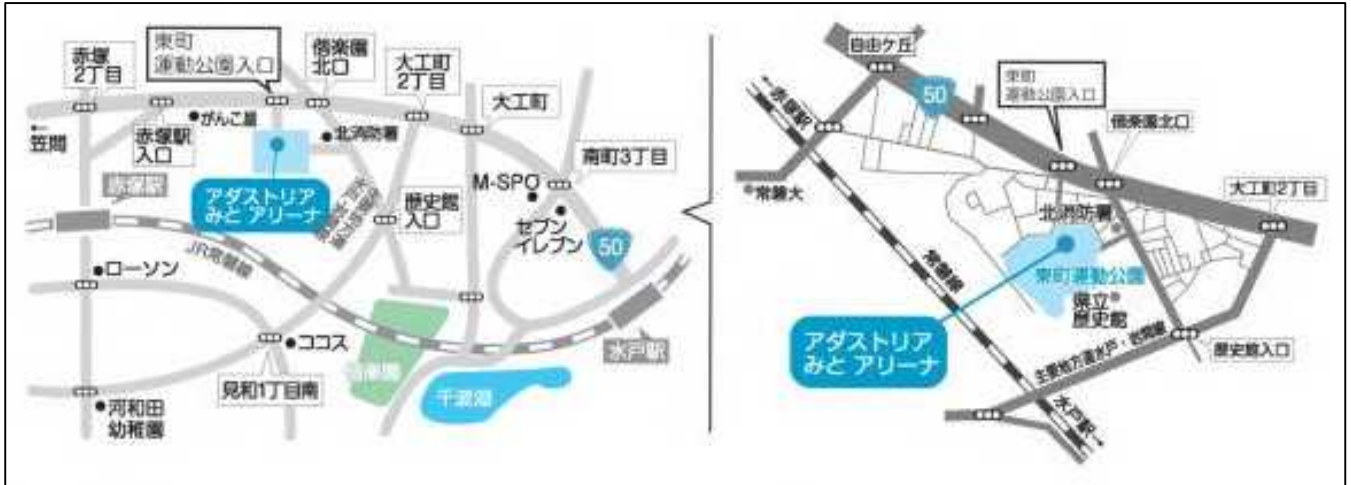 赤塚
2丁目
東町
運動公園入口
偕楽園
北口
大工町
2丁目
大工町
←
笠間
赤塚駅
入口
がんこ屋
北消防署
南町3丁目
アダストリア
みと アリーナ
歴史館
入口
M-SPO
セブン
イレブン
50
JR常磐線
ローソン
ココス
見和1丁目南
千波湖
水戸駅
河和田
幼稚園
自由ケ丘
50
東町
運動公園入口
偕楽園北口
←赤塚駅
常磐大
大工町2丁目
北消防署
常磐線
東町運動公園
県立
歴史館
アダストリア
みと アリーナ
歴史館入口
水戸駅→